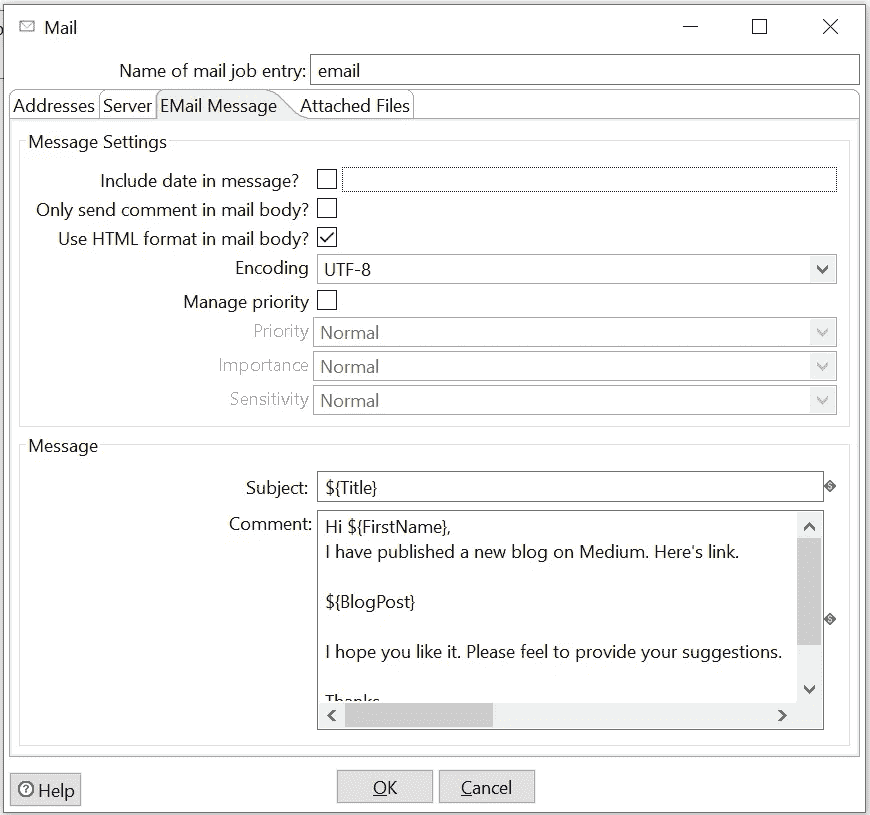 Mail
Name of mail job entry: email
Addresses Server EMail Message Attached Files
Message Settings
Include date in message?
Only send comment in mail body?
Use HTML format in mail body?
Encoding UTF-8
Manage priority
Priority Normal
Importance Normal
Sensitivity Normal
Message
Subject: ${Title}
Comment: Hi ${FirstName},
I have published a new blog on Medium. Here's link.
${BlogPost}
I hope you like it. Please feel to provide your suggestions.
Thanks
Help OK Cancel